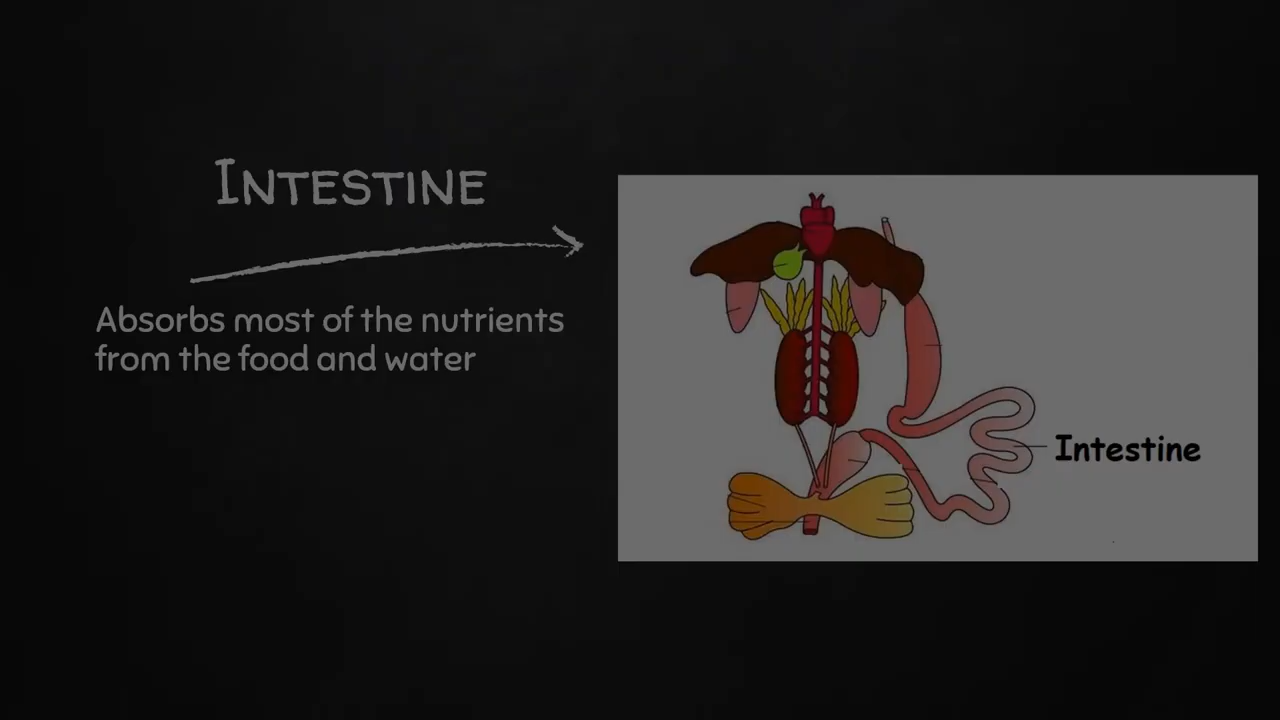 Intestine
Absorbs most of the nutrients
from the food and water
Intestine